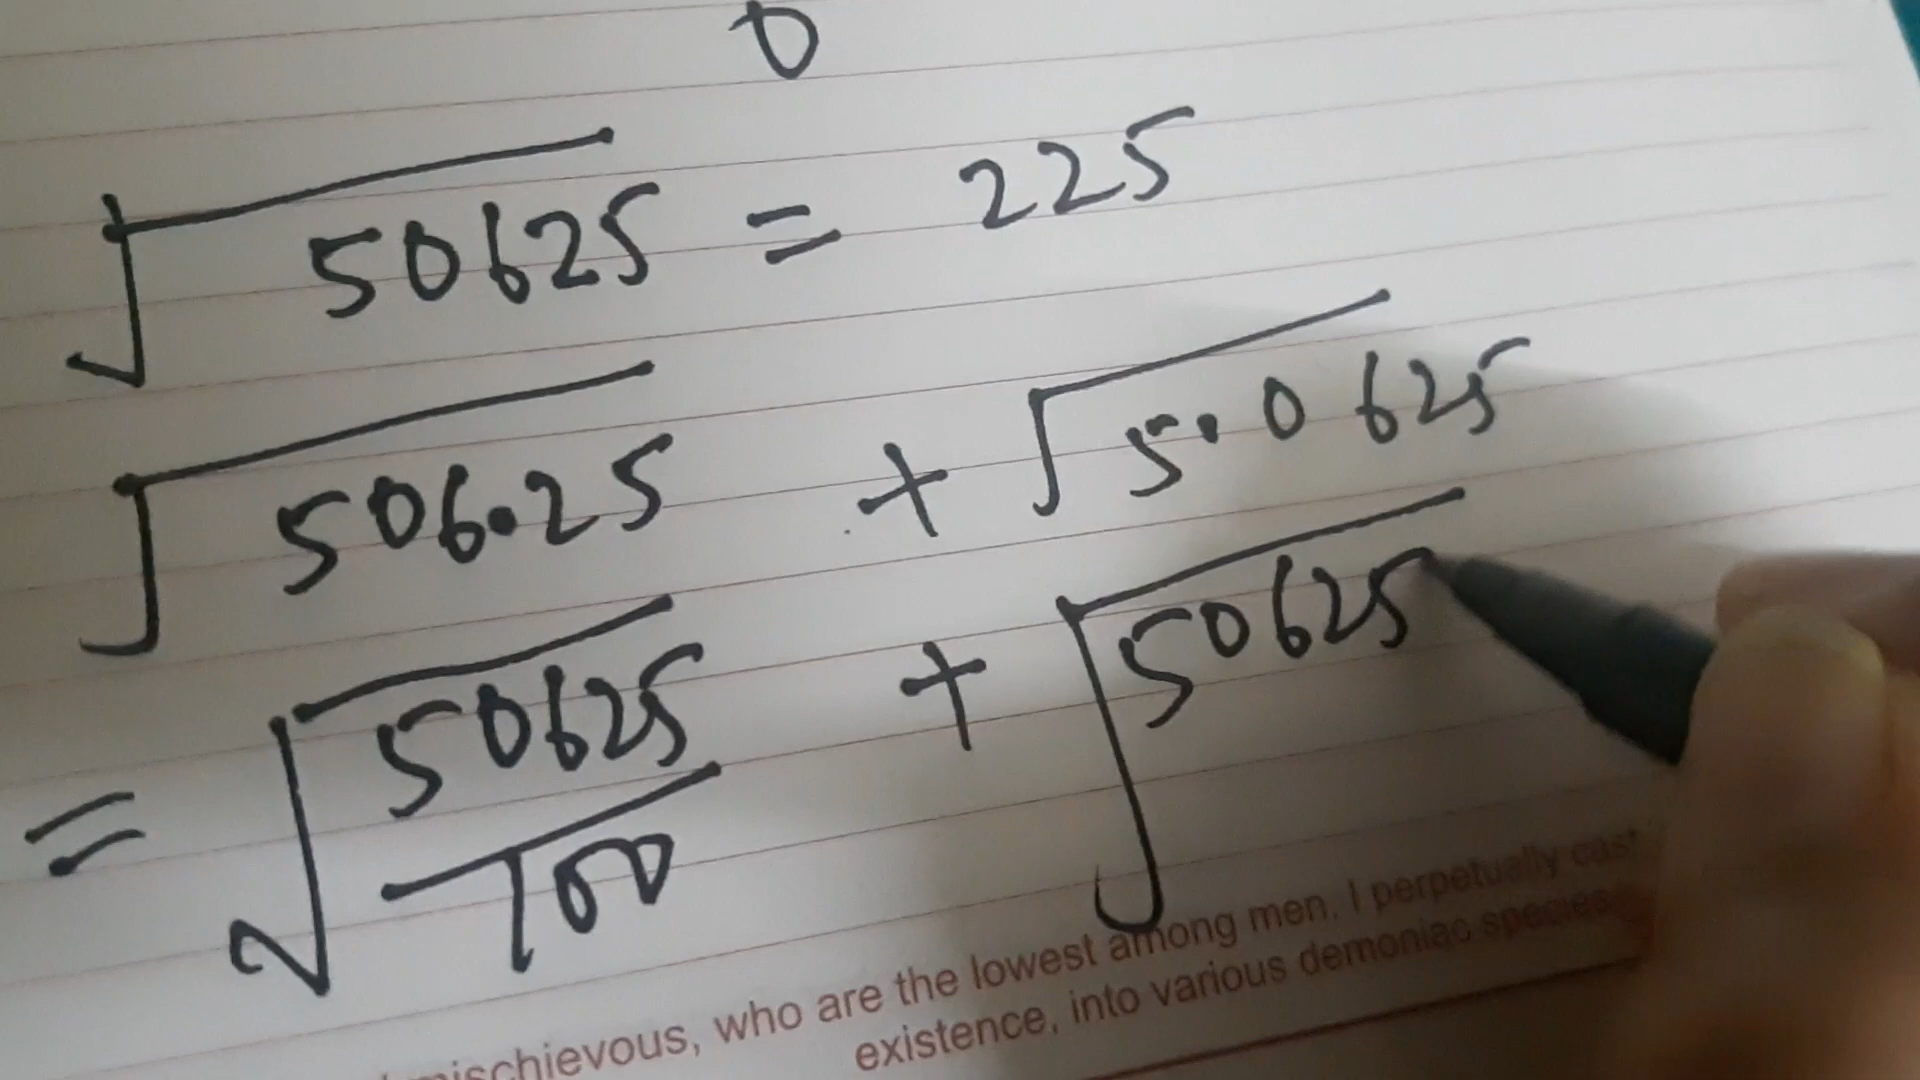 0
√50625 = 225
√506.25 + √5.0625
= √50625/100 + √50625
mischievous, who are the lowest among men, I perpetually cast
existence, into various demoniac species